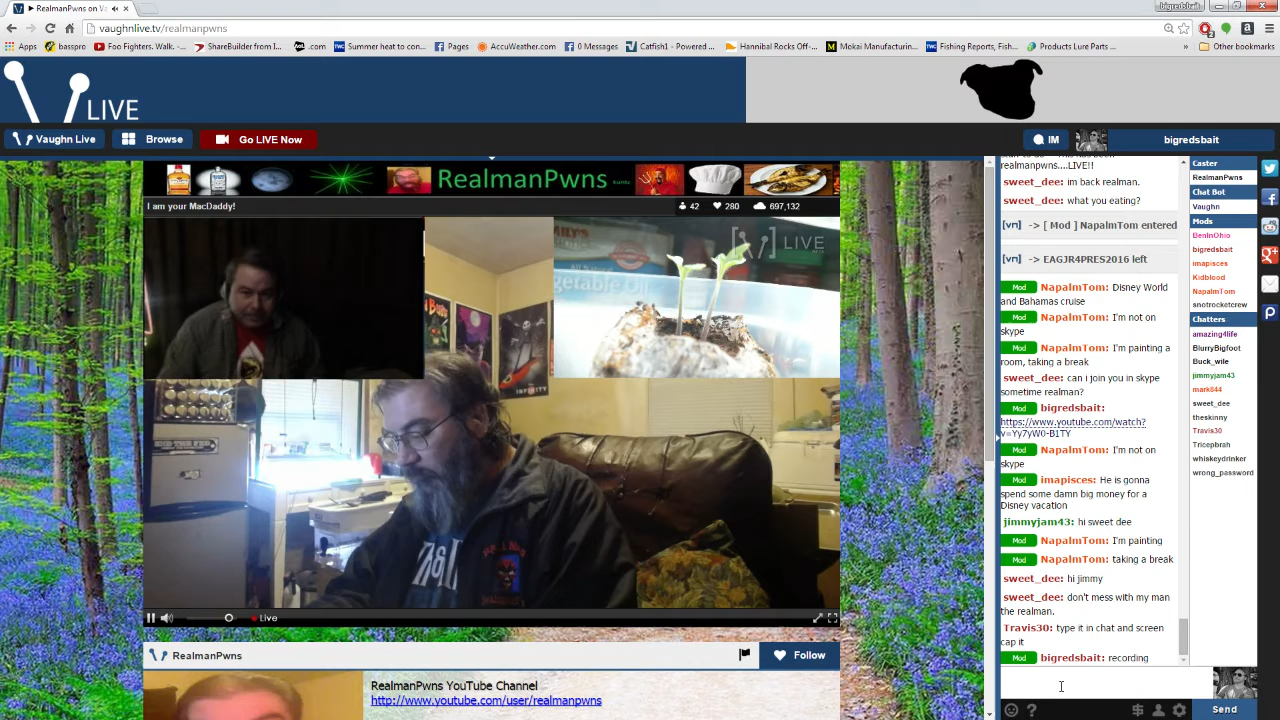 RealmanPwns on Va
bigredsbait
vaughnlive.tv/realmanpwns
Apps
basspro
Foo Fighters. Walk. -...
ShareBuilder from I...
AOL .com
TWC Summer heat to con...
Pages
AccuWeather.com
0 Messages
Catfish1 - Powered ...
Hannibal Rocks Off-...
Mokai Manufacturin...
TWC Fishing Reports, Fis...
Products Lure Parts...
»
Other bookmarks
LIVE
Vaughn Live
Browse
Go LIVE Now
IM
bigredsbait
RealmanPwns
I am your MacDaddy!
42
280
697,132
LIVE
INFINITY
Live
RealmanPwns
Follow
RealmanPwns YouTube Channel
http://www.youtube.com/user/realmanpwns
realmanpwns....LIVE!!
sweet_dee: im back realman.
sweet_dee: what you eating?
-> [ Mod ] NapalmTom entered
-> EAGJR4PRES2016 left
Mod NapalmTom: Disney World
and Bahamas cruise
Mod NapalmTom: I'm not on
skype
Mod NapalmTom: I'm painting a
room, taking a break
sweet_dee: can i join you in skype
sometime realman?
Mod bigredsbait:
https://www.youtube.com/watch?
v=Yy7yW0-B1TY
Mod NapalmTom: I'm not on
skype
Mod imapisces: He is gonna
spend some damn big money for a
Disney vacation
jimmyjam43: hi sweet dee
Mod NapalmTom: I'm painting
Mod NapalmTom: taking a break
sweet_dee: hi jimmy
sweet_dee: don't mess with my man
the realman.
Travis30: type it in chat and screen
cap it
Mod bigredsbait: recording
Send
Caster
RealmanPwns
Chat Bot
Vaughn
Mods
BenInOhio
bigredsbait
imapisces
Kidblood
NapalmTom
snotrocketcrew
Chatters
amazing4life
BlurryBigfoot
Buck_wile
jimmyjam43
mark844
sweet_dee
theskinny
Travis30
Tricepbrah
whiskeydrinker
wrong_password